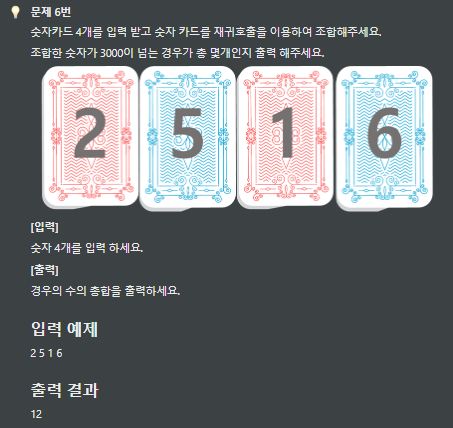 문제 6번
숫자카드 4개를 입력 받고 숫자 카드를 재귀호출을 이용하여 조합해주세요.
조합한 숫자가 3000이 넘는 경우가 총 몇개인지 출력 해주세요.
2 5 1 6
[입력]
숫자 4개를 입력 하세요.
[출력]
경우의 수의 총합을 출력하세요.
입력 예제
2 5 1 6
출력 결과
12